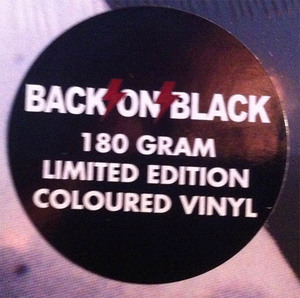 BACK ON BLACK
180 GRAM
LIMITED EDITION
COLOURED VINYL